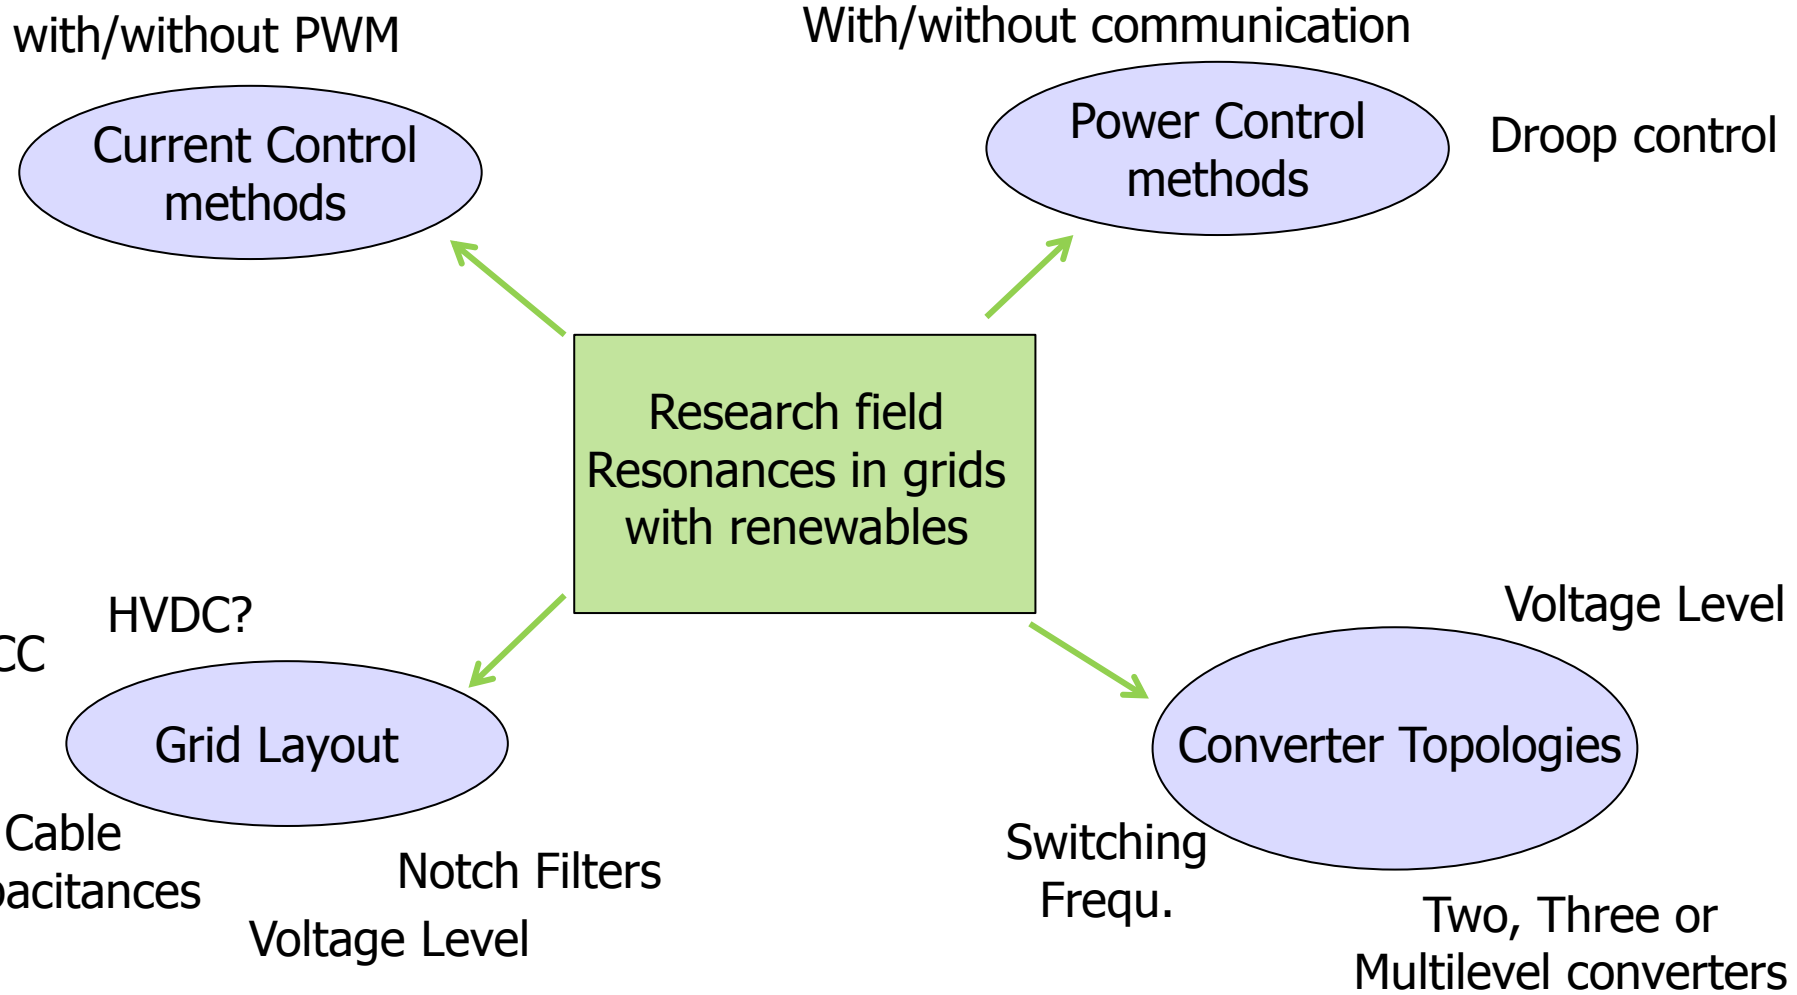 with/without PWM
With/without communication
Current Control
methods
Power Control
methods
Droop control
Research field
Resonances in grids
with renewables
HVDC?
Voltage Level
Grid Layout
Converter Topologies
Cable
Notch Filters
Voltage Level
Switching
Frequ.
Two, Three or
Multilevel converters